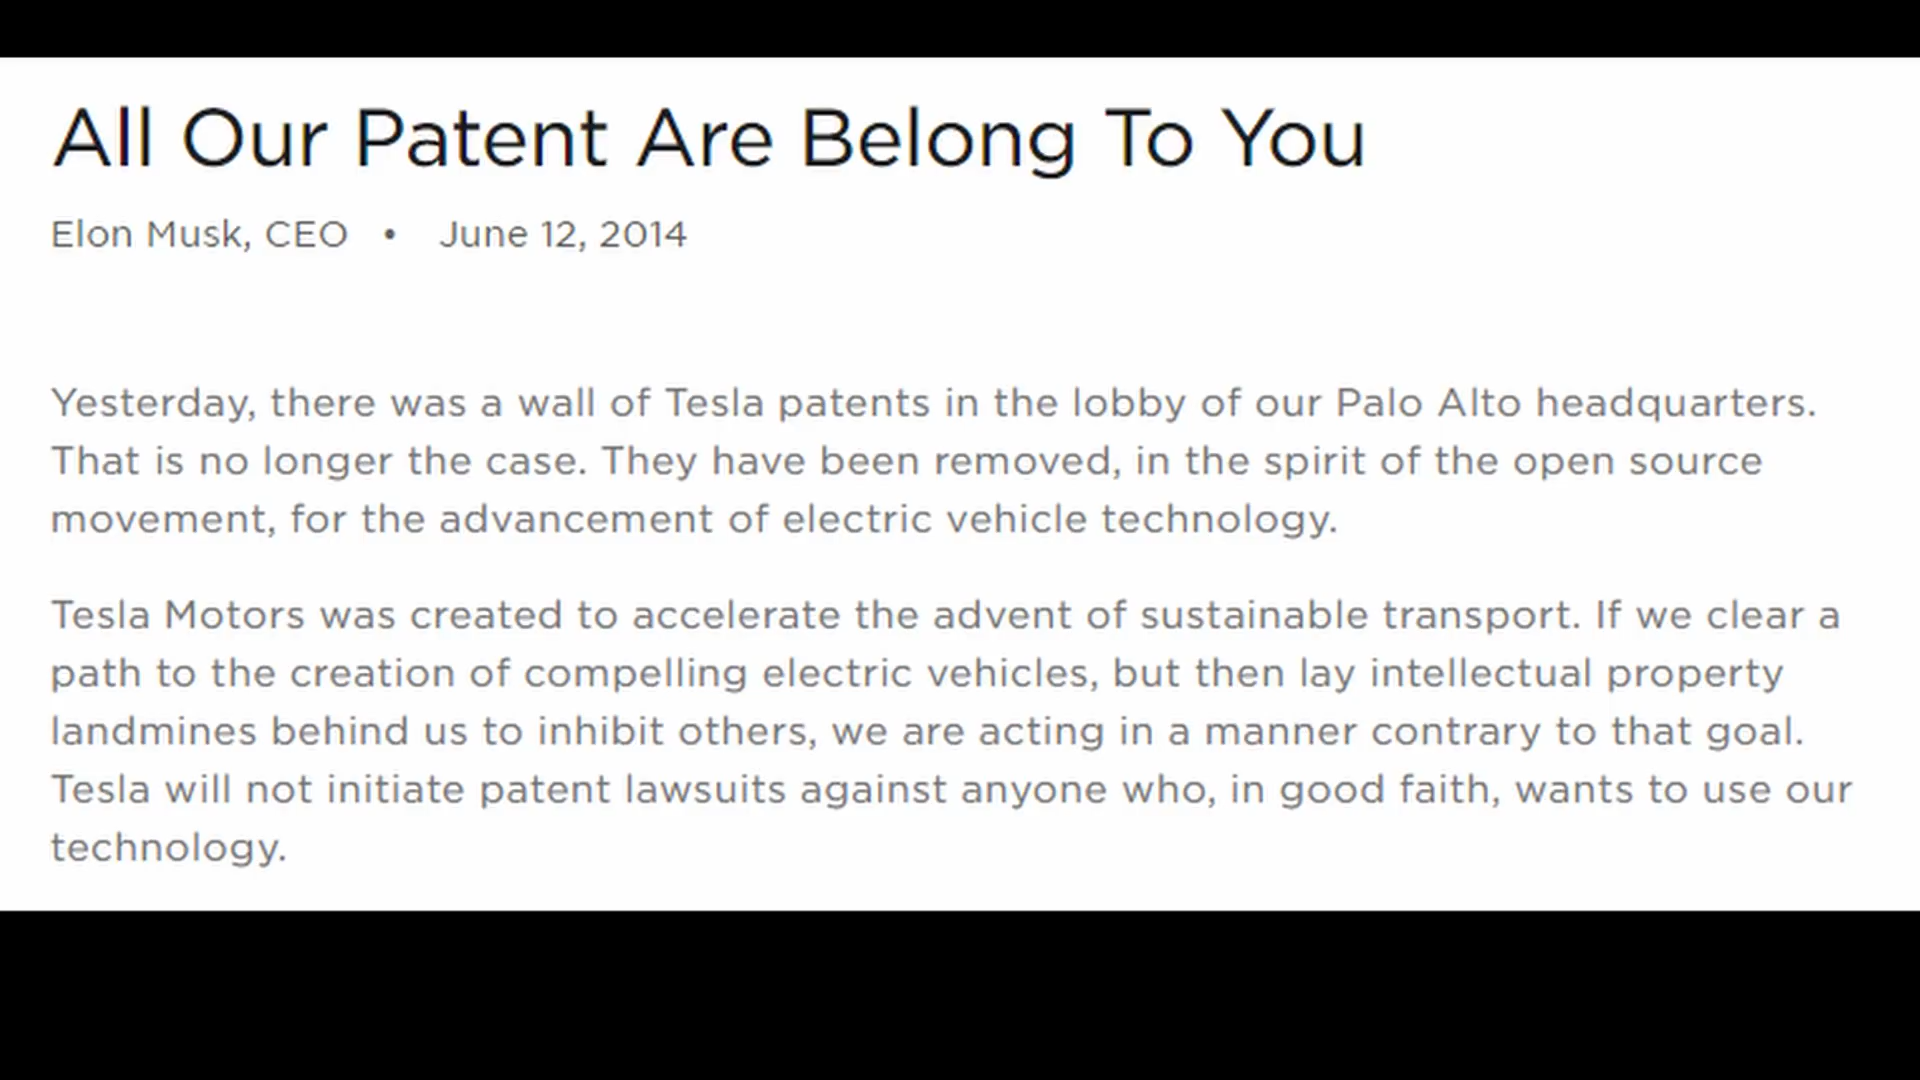 All Our Patent Are Belong To You
Elon Musk, CEO • June 12, 2014
Yesterday, there was a wall of Tesla patents in the lobby of our Palo Alto headquarters.
That is no longer the case. They have been removed, in the spirit of the open source
movement, for the advancement of electric vehicle technology.
Tesla Motors was created to accelerate the advent of sustainable transport. If we clear a
path to the creation of compelling electric vehicles, but then lay intellectual property
landmines behind us to inhibit others, we are acting in a manner contrary to that goal.
Tesla will not initiate patent lawsuits against anyone who, in good faith, wants to use our
technology.